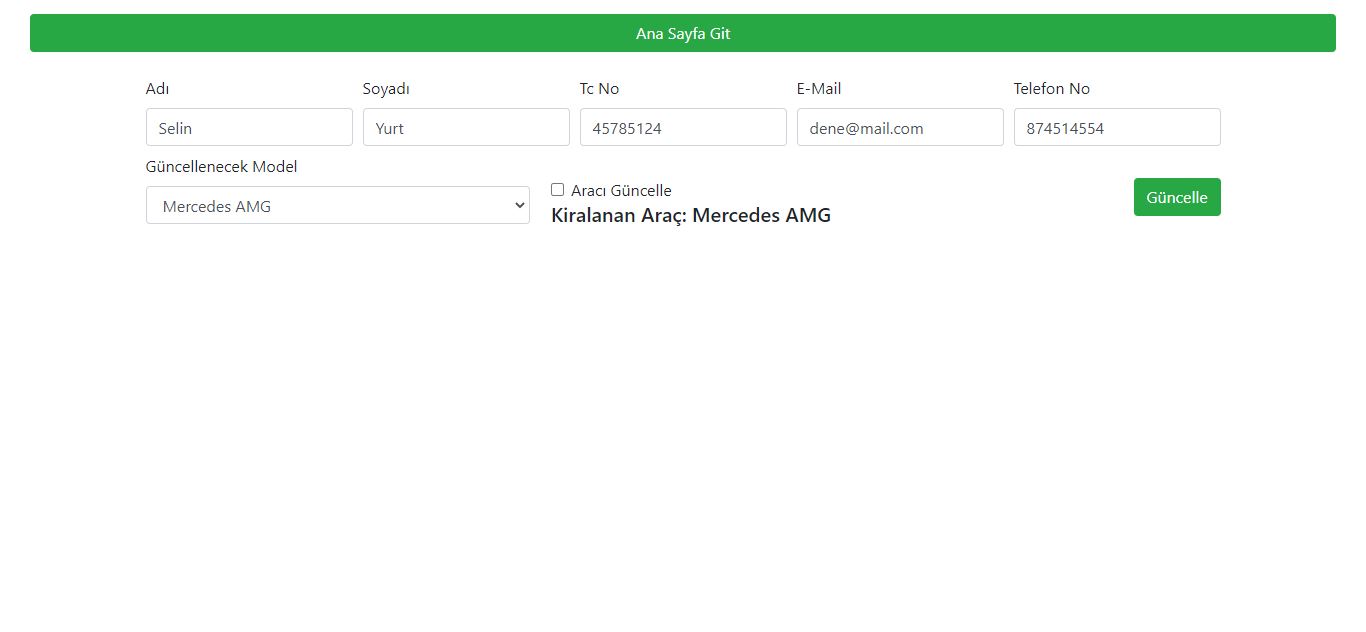 Ana Sayfa Git
Adı Soyadı Tc No E-Mail Telefon No
Selin Yurt 45785124 dene@mail.com 874514554
Güncellenecek Model
Mercedes AMG
Aracı Güncelle
Kiralanan Araç: Mercedes AMG
Güncelle